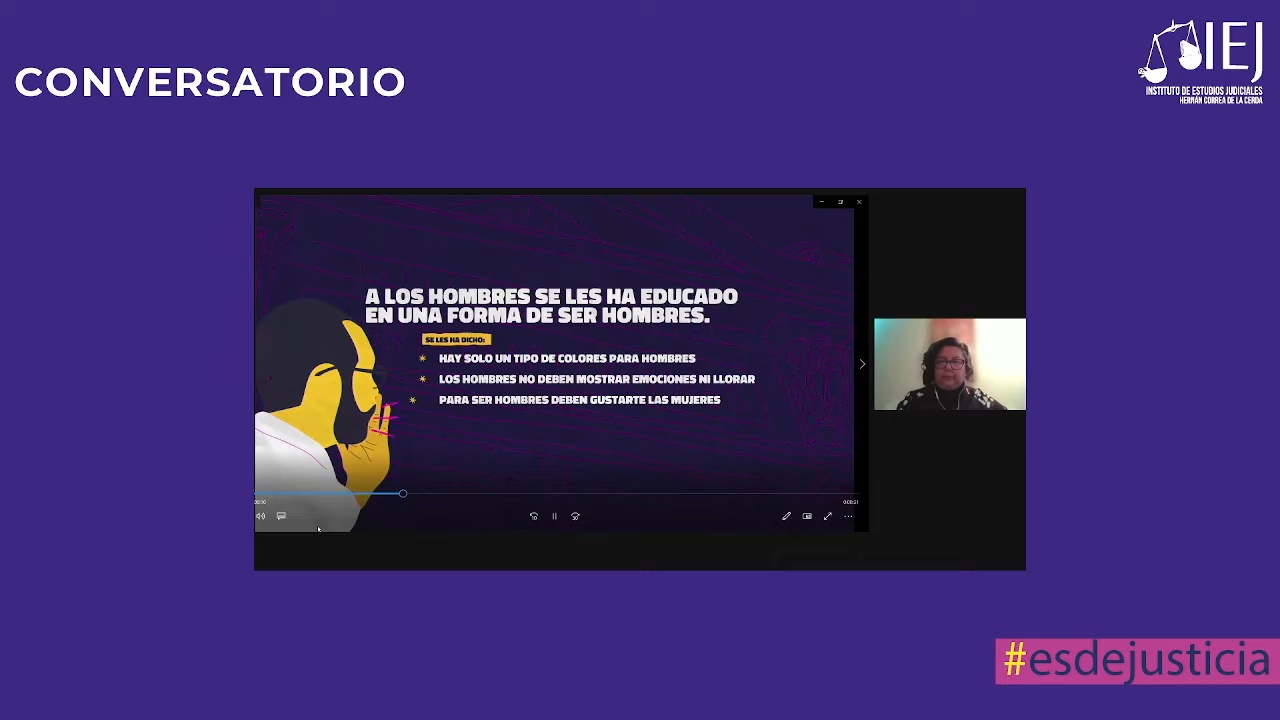 CONVERSATORIO
IEJ
INSTITUTO DE ESTUDIOS JUDICIALES
HERNÁN CORREA DE LA CERDA
A LOS HOMBRES SE LES HA EDUCADO
EN UNA FORMA DE SER HOMBRES.
SE LES HA DICHO:
* HAY SOLO UN TIPO DE COLORES PARA HOMBRES
* LOS HOMBRES NO DEBEN MOSTRAR EMOCIONES NI LLORAR
* PARA SER HOMBRES DEBEN GUSTARTE LAS MUJERES
#esdejusticia